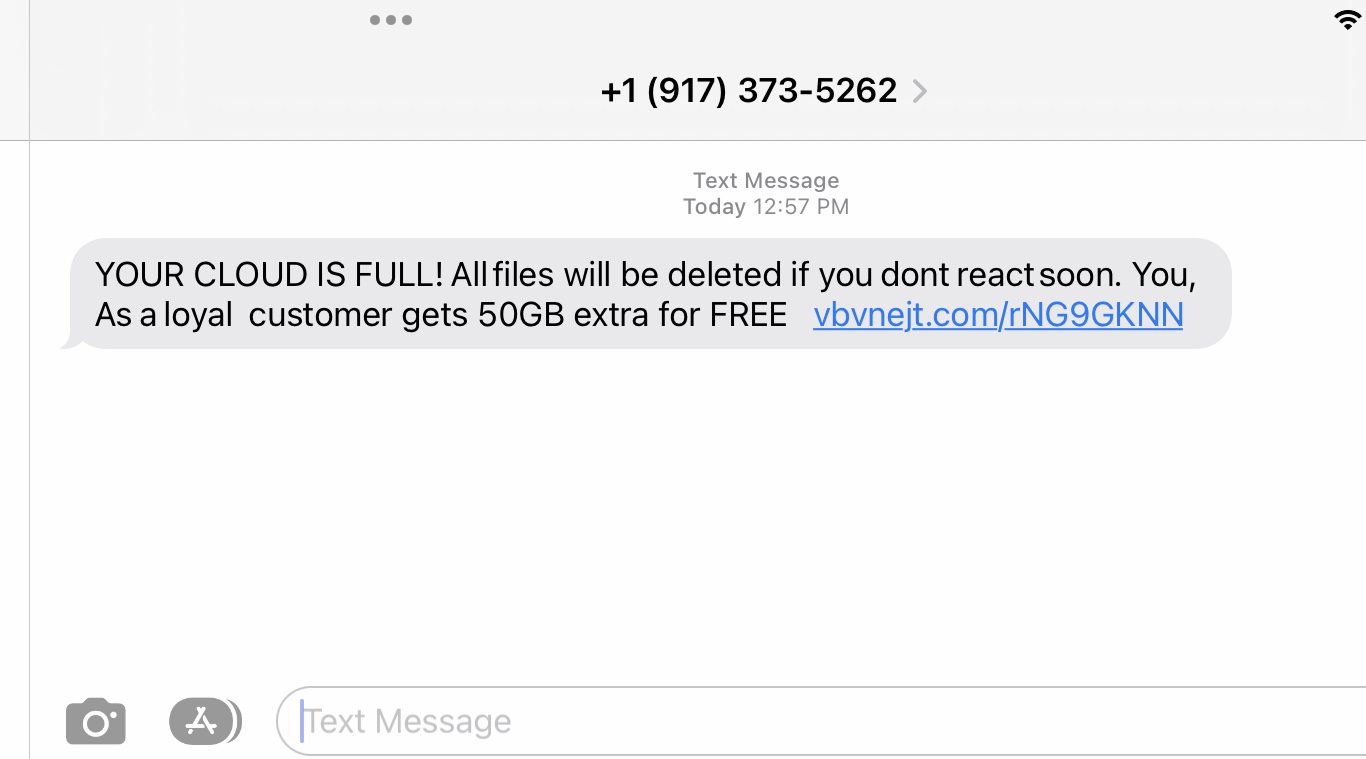 +1 (917) 373-5262
Text Message
Today 12:57 PM
YOUR CLOUD IS FULL! All files will be deleted if you dont react soon. You,
As a loyal  customer gets 50GB extra for FREE   vbvnejt.com/rNG9GKNN
Text Message